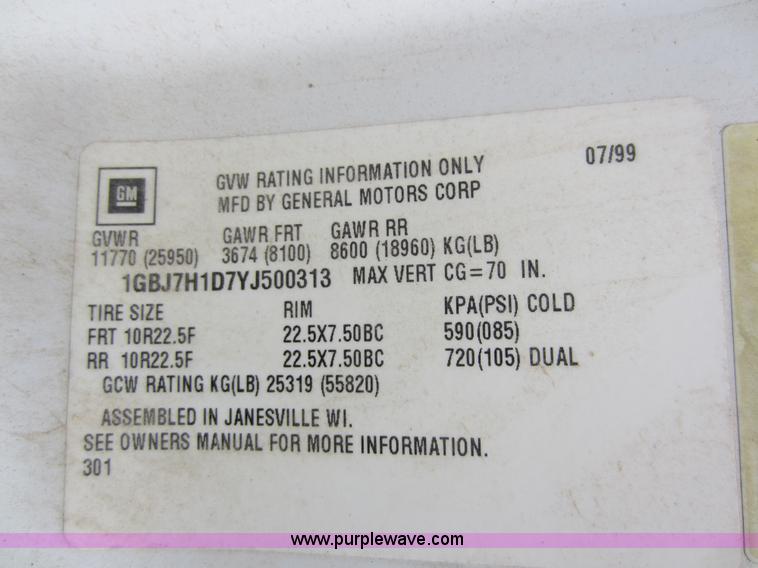 GM
GVW RATING INFORMATION ONLY 07/99
MFD BY GENERAL MOTORS CORP
GVWR GAWR FRT GAWR RR
11770 (25950) 3674 (8100) 8600 (18960) KG(LB)
1GBJ7H1D7YJ500313 MAX VERT CG=70 IN.
TIRE SIZE RIM KPA(PSI) COLD
FRT 10R22.5F 22.5X7.50BC 590(085)
RR 10R22.5F 22.5X7.50BC 720(105) DUAL
GCW RATING KG(LB) 25319 (55820)
ASSEMBLED IN JANESVILLE WI.
SEE OWNERS MANUAL FOR MORE INFORMATION.
301
www.purplewave.com